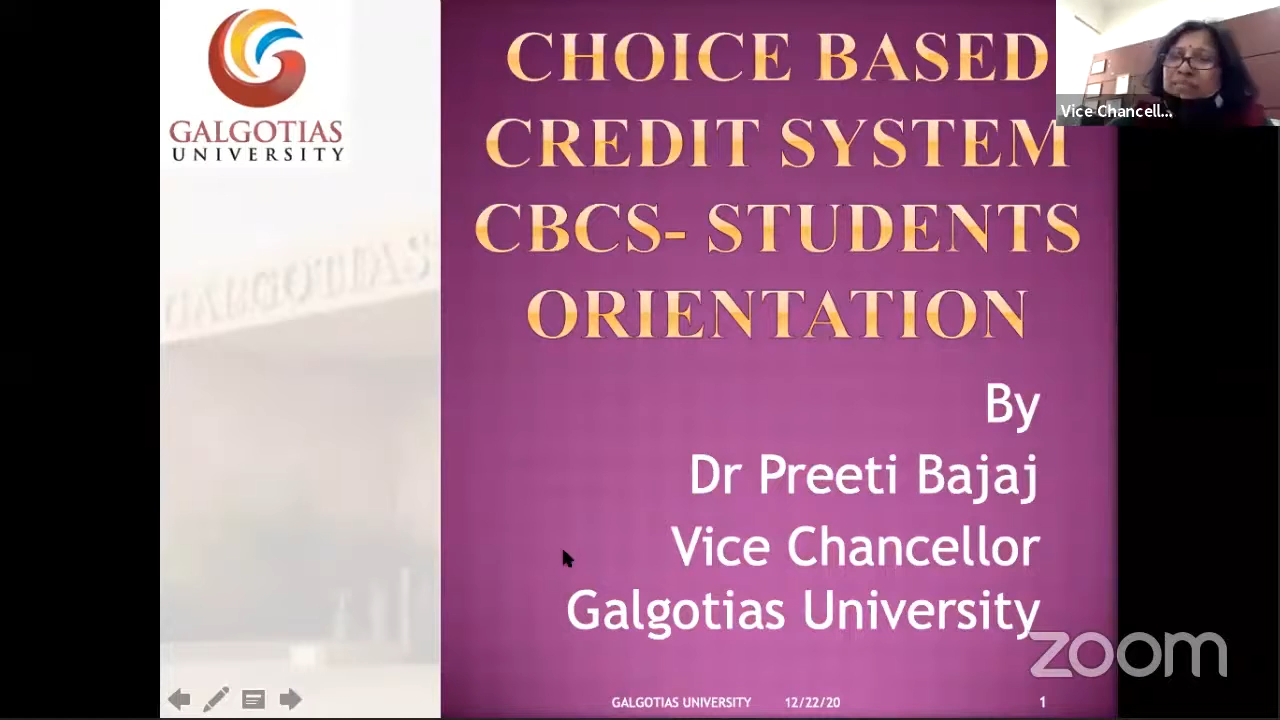 GALGOTIAS
UNIVERSITY
GALGOTIAS
CHOICE BASED
CREDIT SYSTEM
CBCS- STUDENTS
ORIENTATION
By
Dr Preeti Bajaj
Vice Chancellor
Galgotias University
GALGOTIAS UNIVERSITY 12/22/20 1
Vice Chancell...
zoom